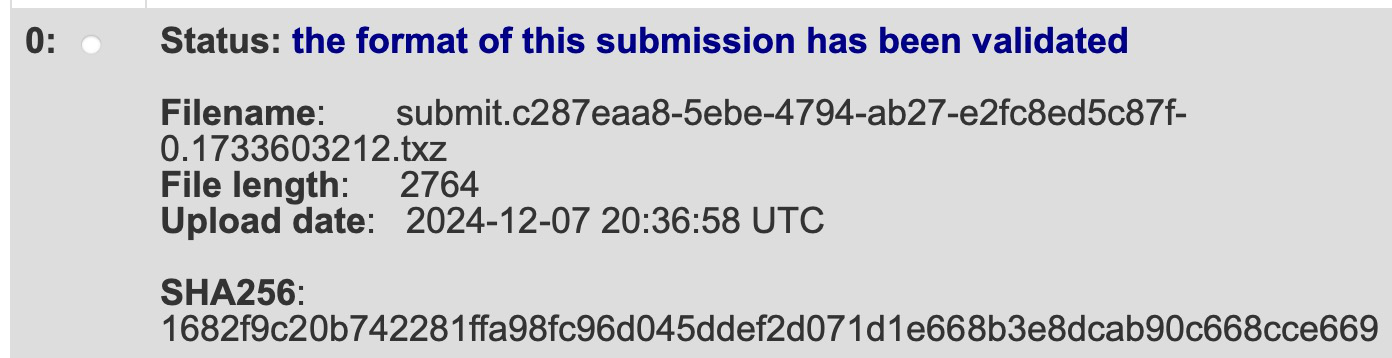 0: Status: the format of this submission has been validated
Filename: submit.c287eaa8-5ebe-4794-ab27-e2fc8ed5c87f-
0.1733603212.txz
File length: 2764
Upload date: 2024-12-07 20:36:58 UTC
SHA256:
1682f9c20b742281ffa98fc96d045ddef2d071d1e668b3e8dcab90c668cce669